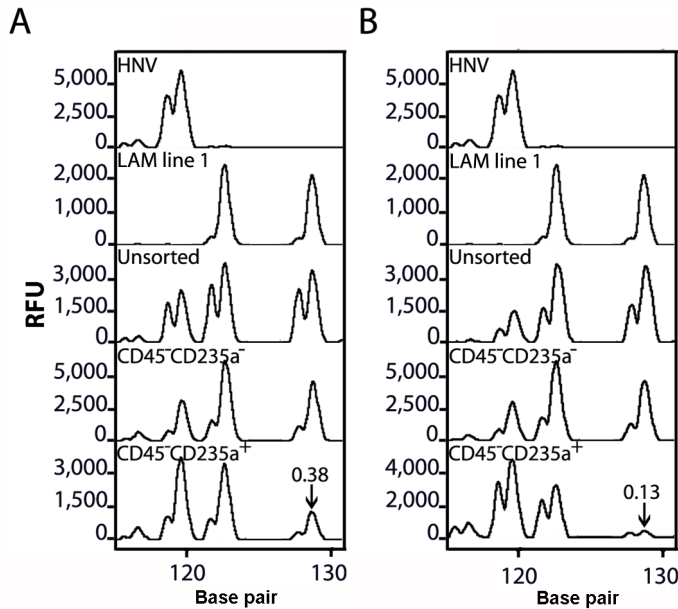 A
B
HNV
5,000
2,500
0
LAM line 1
2,000
1,000
0
Unsorted
3,000
1,500
0
CD45⁻CD235a⁻
5,000
2,500
0
CD45⁻CD235a⁺
3,000
1,500
0
0.38
120
130
Base pair
RFU
HNV
5,000
2,500
0
LAM line 1
2,000
1,000
0
Unsorted
3,000
1,500
0
CD45⁻CD235a⁻
5,000
2,500
0
CD45⁻CD235a⁺
4,000
2,000
0
0.13
120
130
Base pair